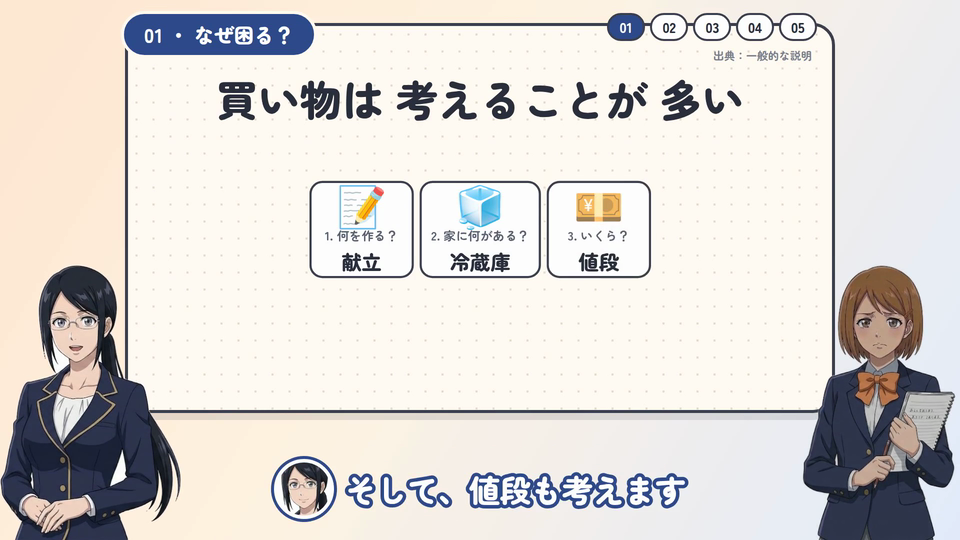 01 ・ なぜ困る？
01 02 03 04 05
出典：一般的な説明
買い物は 考えることが 多い
1. 何を作る？
献立
2. 家に何がある？
冷蔵庫
3. いくら？
値段
そして、値段も考えます